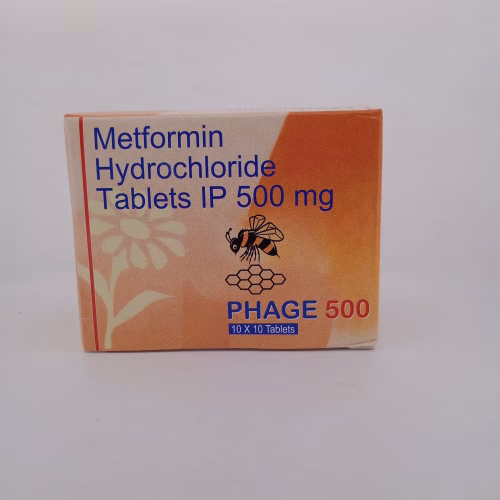 Metformin
Hydrochloride
Tablets IP 500 mg
PHAGE 500
10 X 10 Tablets